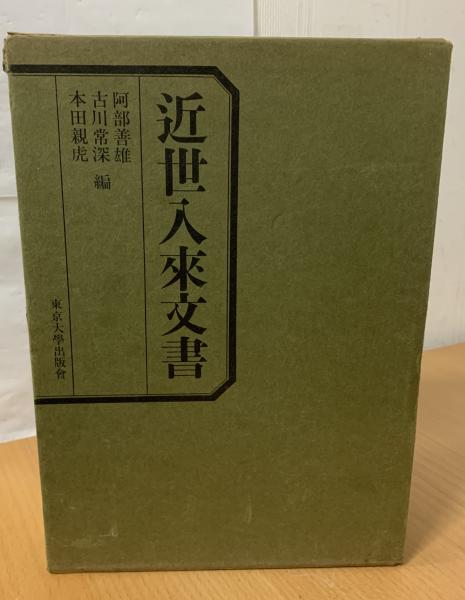 近世入來文書
阿部善雄
古川常深 編
本田親虎
東京大學出版會